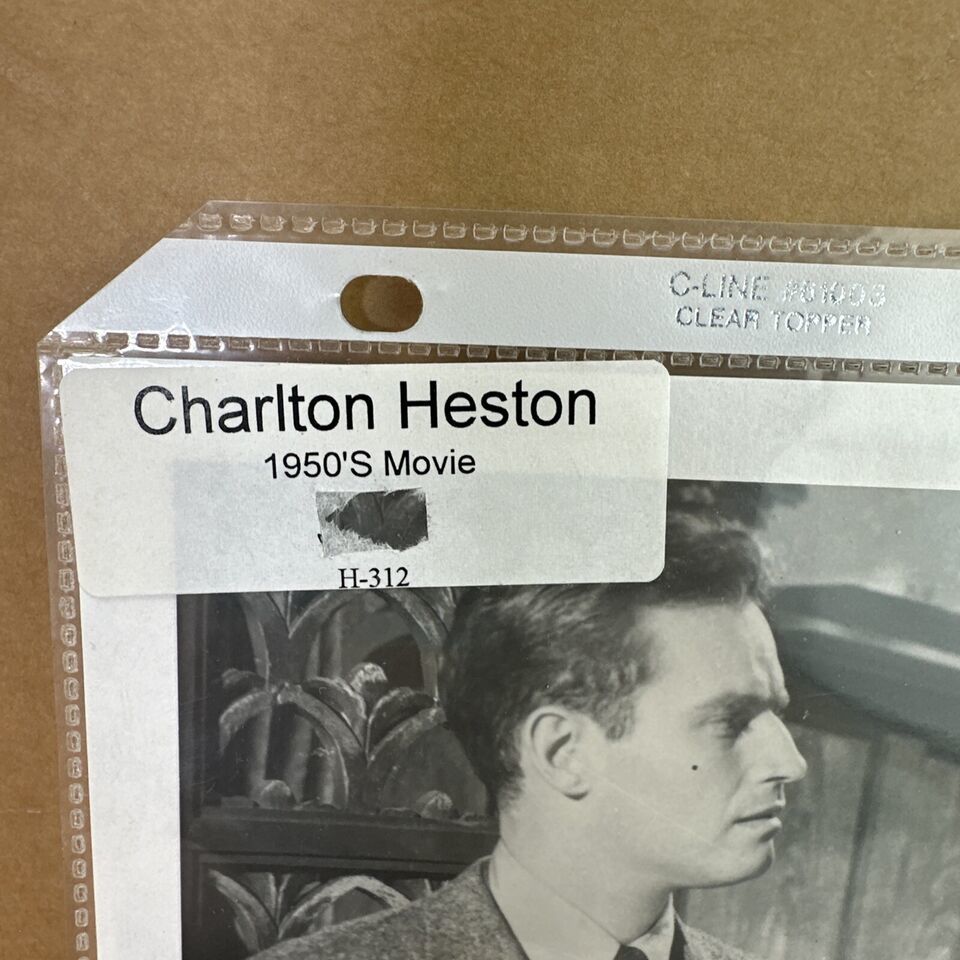 C-LINE #61003
CLEAR TOPPER
Charlton Heston
1950'S Movie
H-312